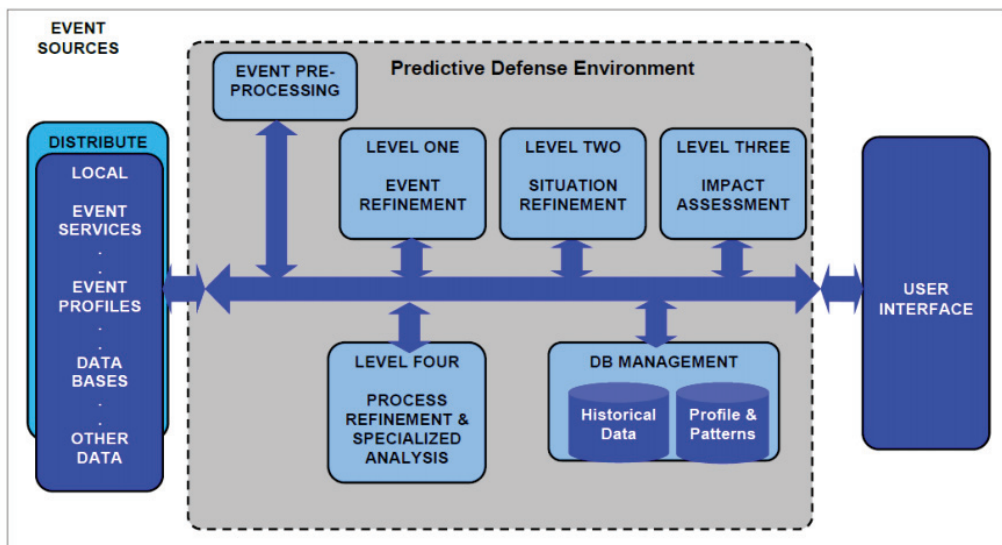 EVENT
SOURCES
Predictive Defense Environment
EVENT PRE-
PROCESSING
DISTRIBUTE
LOCAL
EVENT
SERVICES
.
.
EVENT
PROFILES
.
.
DATA
BASES
.
.
OTHER
DATA
LEVEL ONE
EVENT
REFINEMENT
LEVEL TWO
SITUATION
REFINEMENT
LEVEL THREE
IMPACT
ASSESSMENT
USER
INTERFACE
LEVEL FOUR
PROCESS
REFINEMENT &
SPECIALIZED
ANALYSIS
DB MANAGEMENT
Historical
Data
Profile &
Patterns